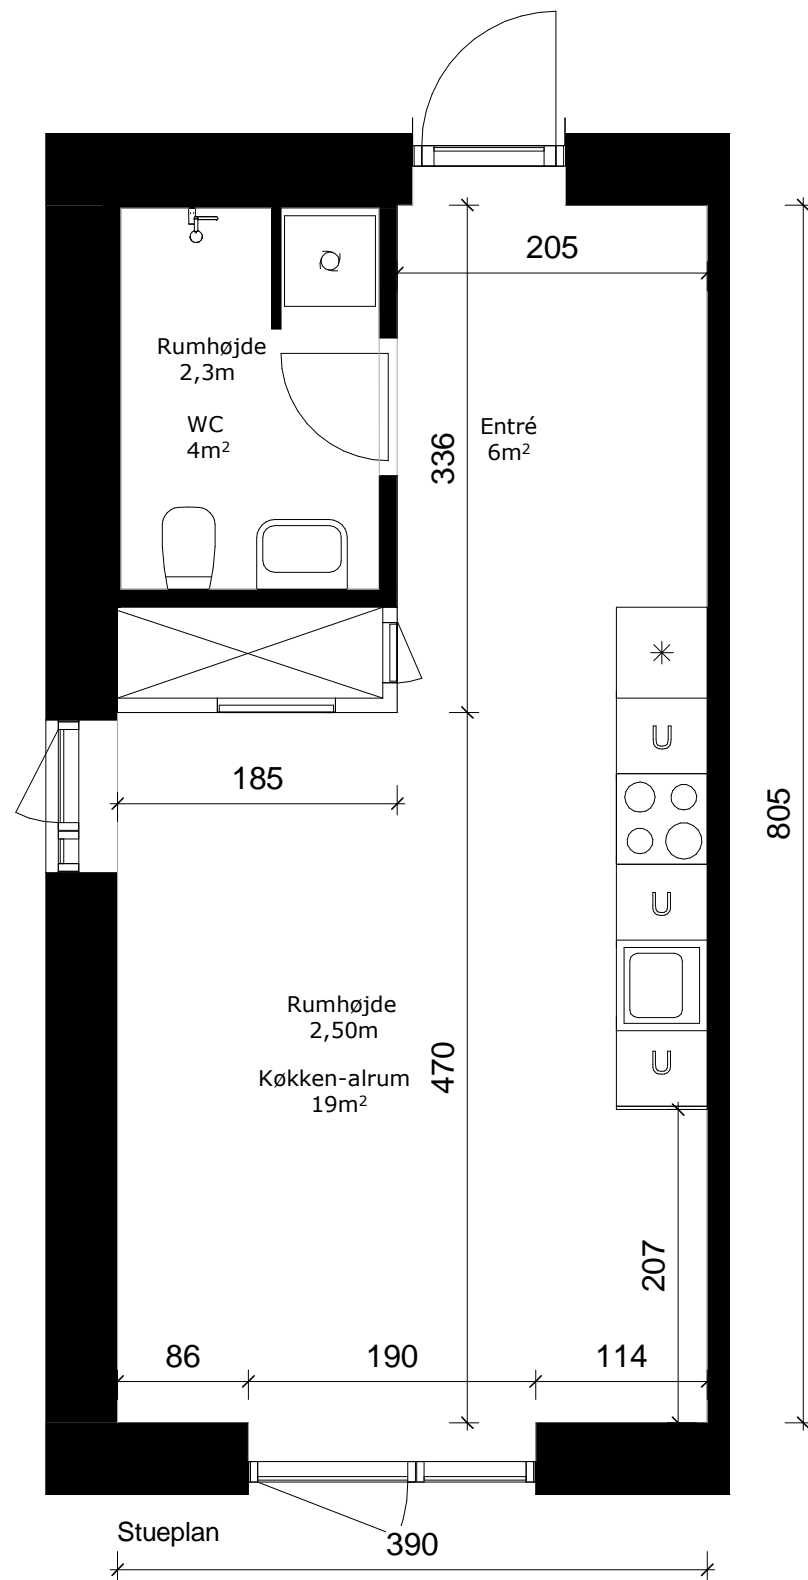 205
Rumhøjde
2,3m
WC
4m²
Entré
6m²
336
185
805
Rumhøjde
2,50m
Køkken-alrum
19m²
470
207
86
190
114
Stueplan
390